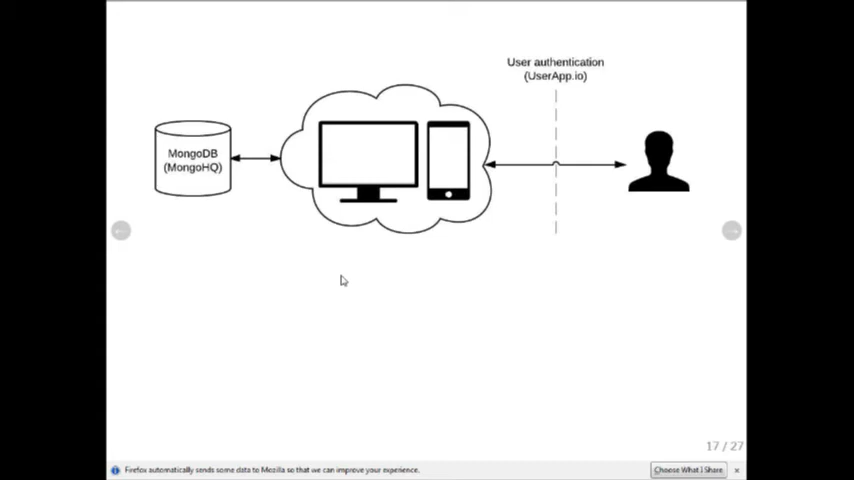 User authentication
(UserApp.io)
MongoDB
(MongoHQ)
17 / 27
Firefox automatically sends some data to Mozilla so that we can improve your experience.
Choose What I Share